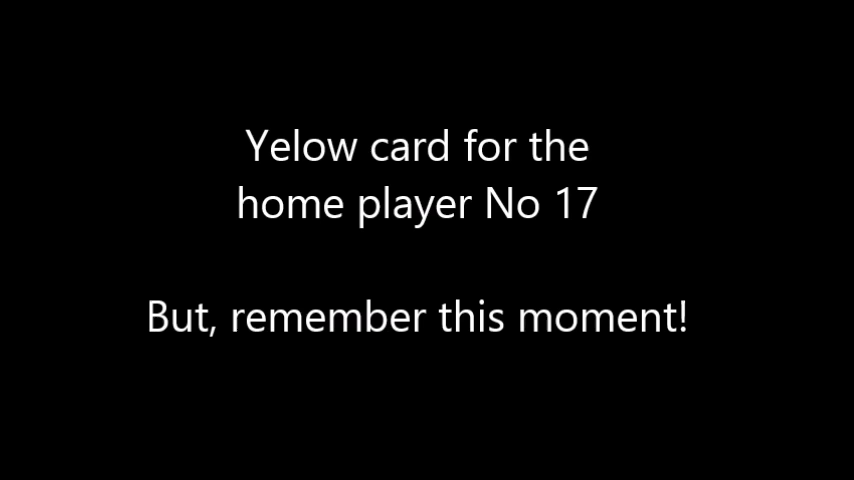 Yelow card for the
home player No 17
But, remember this moment!